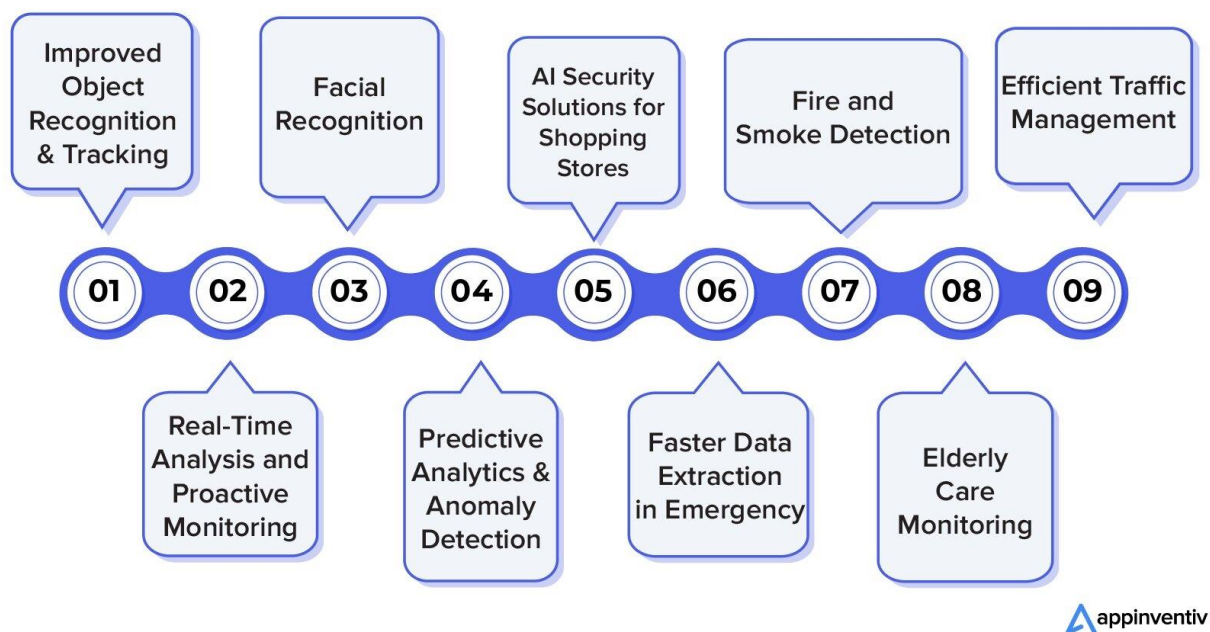 Improved
Object
Recognition
& Tracking
Facial
Recognition
AI Security
Solutions for
Shopping
Stores
Fire and
Smoke Detection
Efficient Traffic
Management
01
02
03
04
05
06
07
08
09
Real-Time
Analysis and
Proactive
Monitoring
Predictive
Analytics &
Anomaly
Detection
Faster Data
Extraction
in Emergency
Elderly
Care
Monitoring
appinventiv